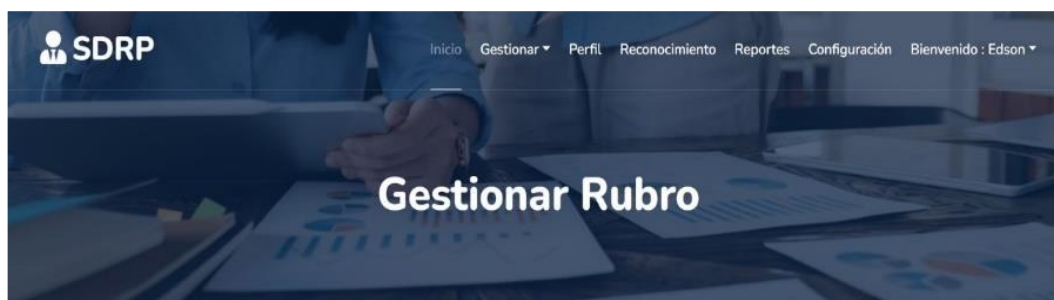 SDRP
Inicio Gestionar Perfil Reconocimiento Reportes Configuración Bienvenido : Edson
Gestionar Rubro